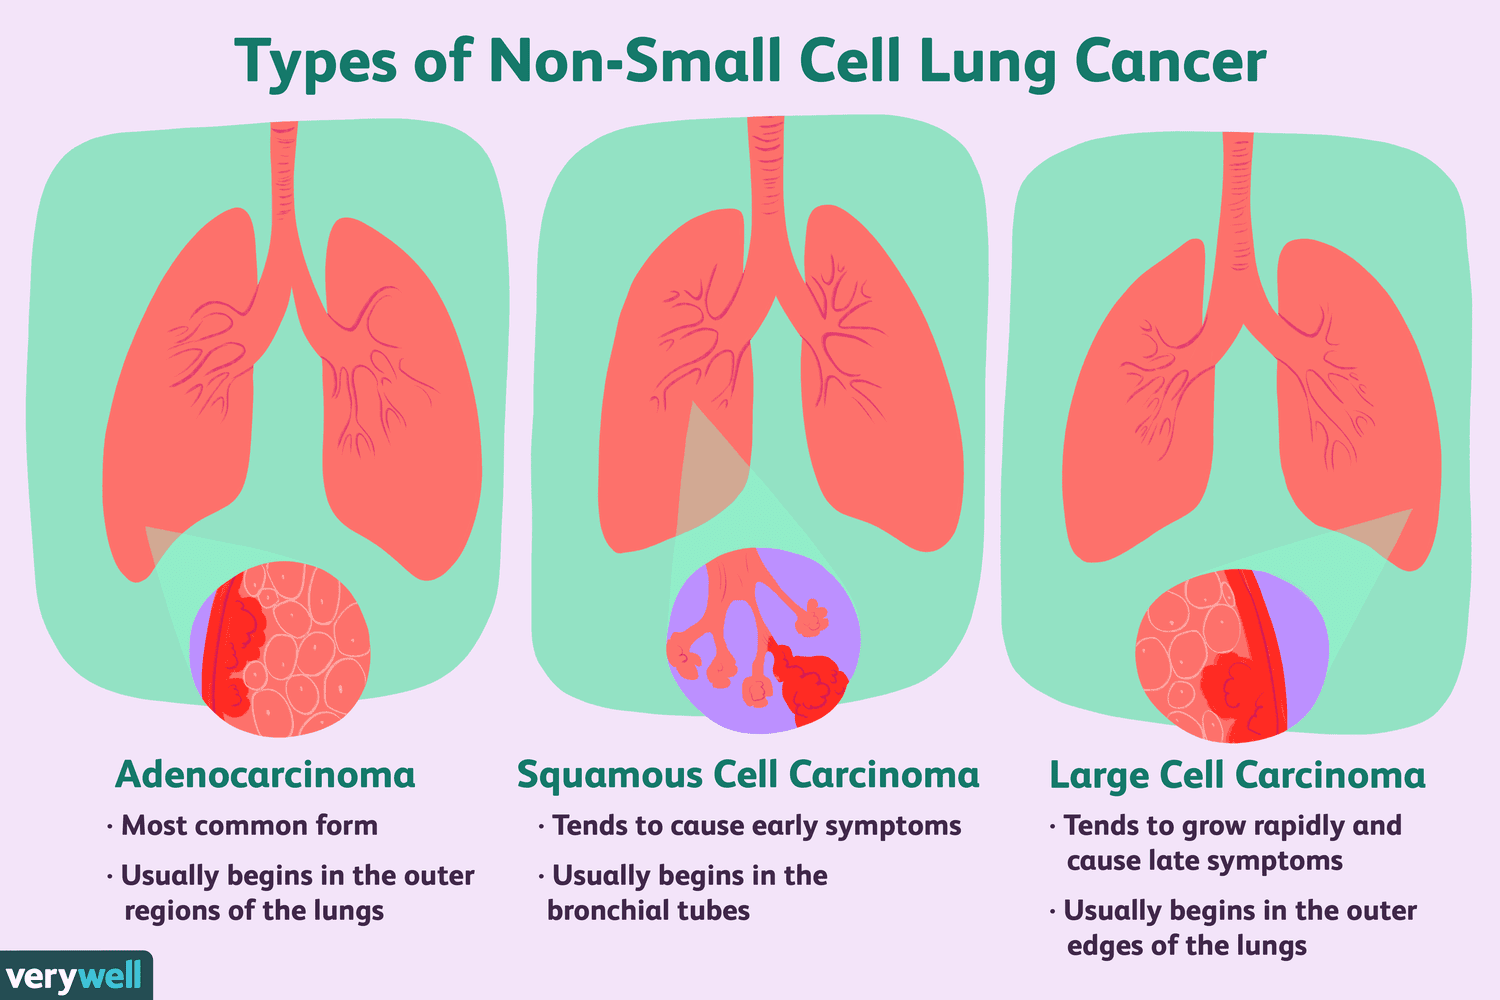 Types of Non-Small Cell Lung Cancer
Adenocarcinoma
· Most common form
· Usually begins in the outer
regions of the lungs
Squamous Cell Carcinoma
· Tends to cause early symptoms
· Usually begins in the
bronchial tubes
Large Cell Carcinoma
· Tends to grow rapidly and
cause late symptoms
· Usually begins in the outer
edges of the lungs
verywell